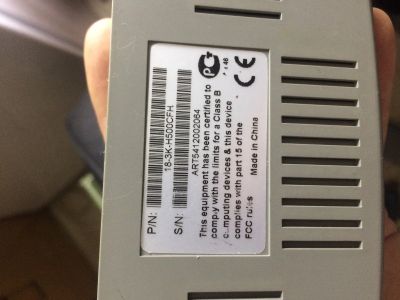 P/N:
18-3K-H500CFH
S/N:
ART5412002064
This equipment has been certified to
comply with the limits for a Class B
computing devices & this device
complies with part 15 of the
FCC rules
Made in China
CE